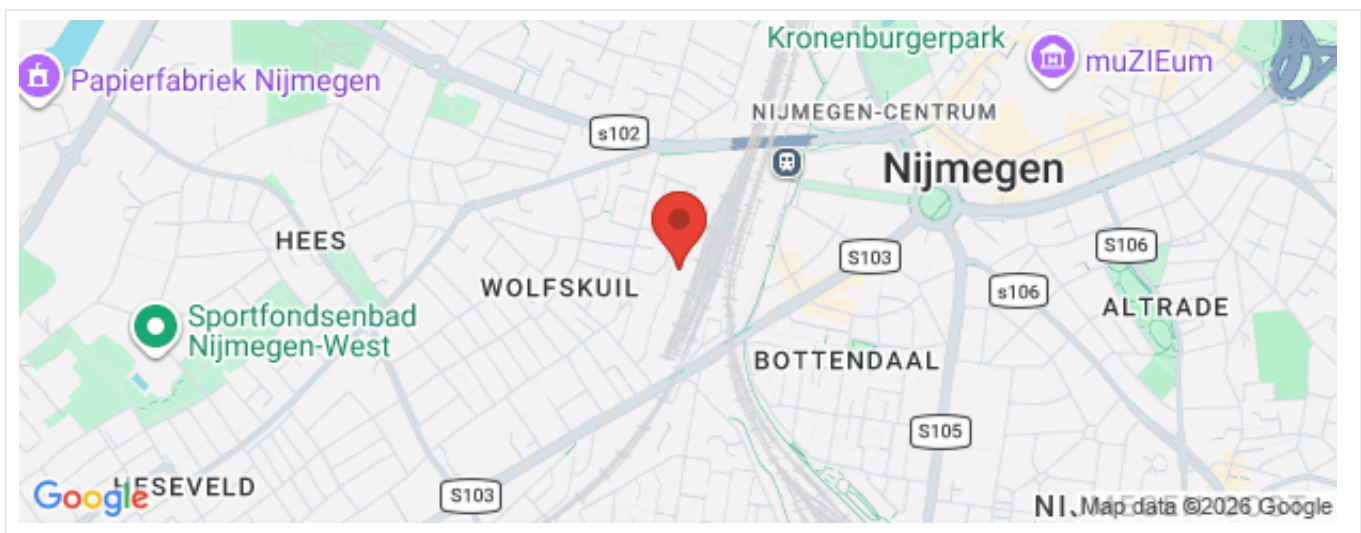 Kronenburgerpark
muZIEum
Papierfabriek Nijmegen
NIJMEGEN-CENTRUM
s102
Nijmegen
HEES
S103
S106
WOLFSKUIL
s106
ALTRADE
Sportfondsenbad
Nijmegen-West
BOTTENDAAL
S105
HESEVELD
S103
Google
Map data ©2026 Google